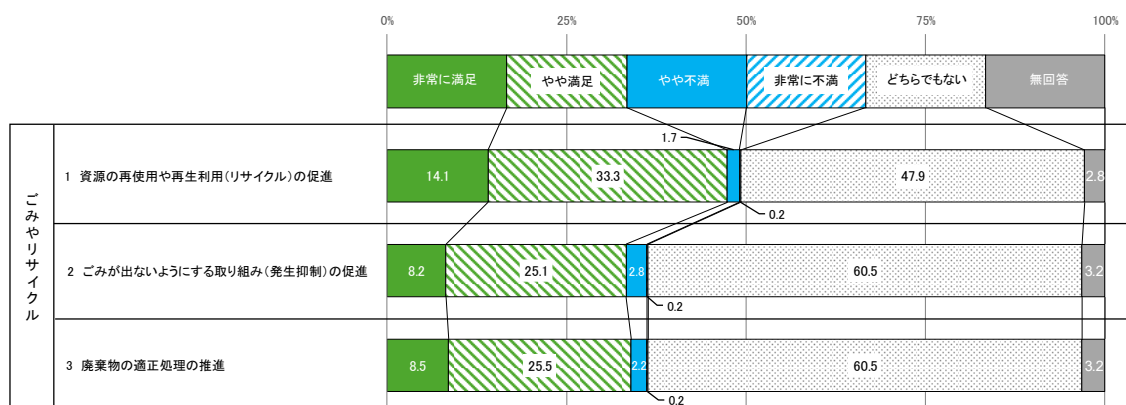 0% 25% 50% 75% 100%
非常に満足 やや満足 やや不満 非常に不満 どちらでもない 無回答
ごみやリサイクル
1.7
1 資源の再使用や再生利用(リサイクル)の促進 14.1 33.3 47.9 2.8
0.2
2 ごみが出ないようにする取り組み(発生抑制)の促進 8.2 25.1 2.8 60.5 3.2
0.2
3 廃棄物の適正処理の推進 8.5 25.5 2.2 60.5 3.2
0.2